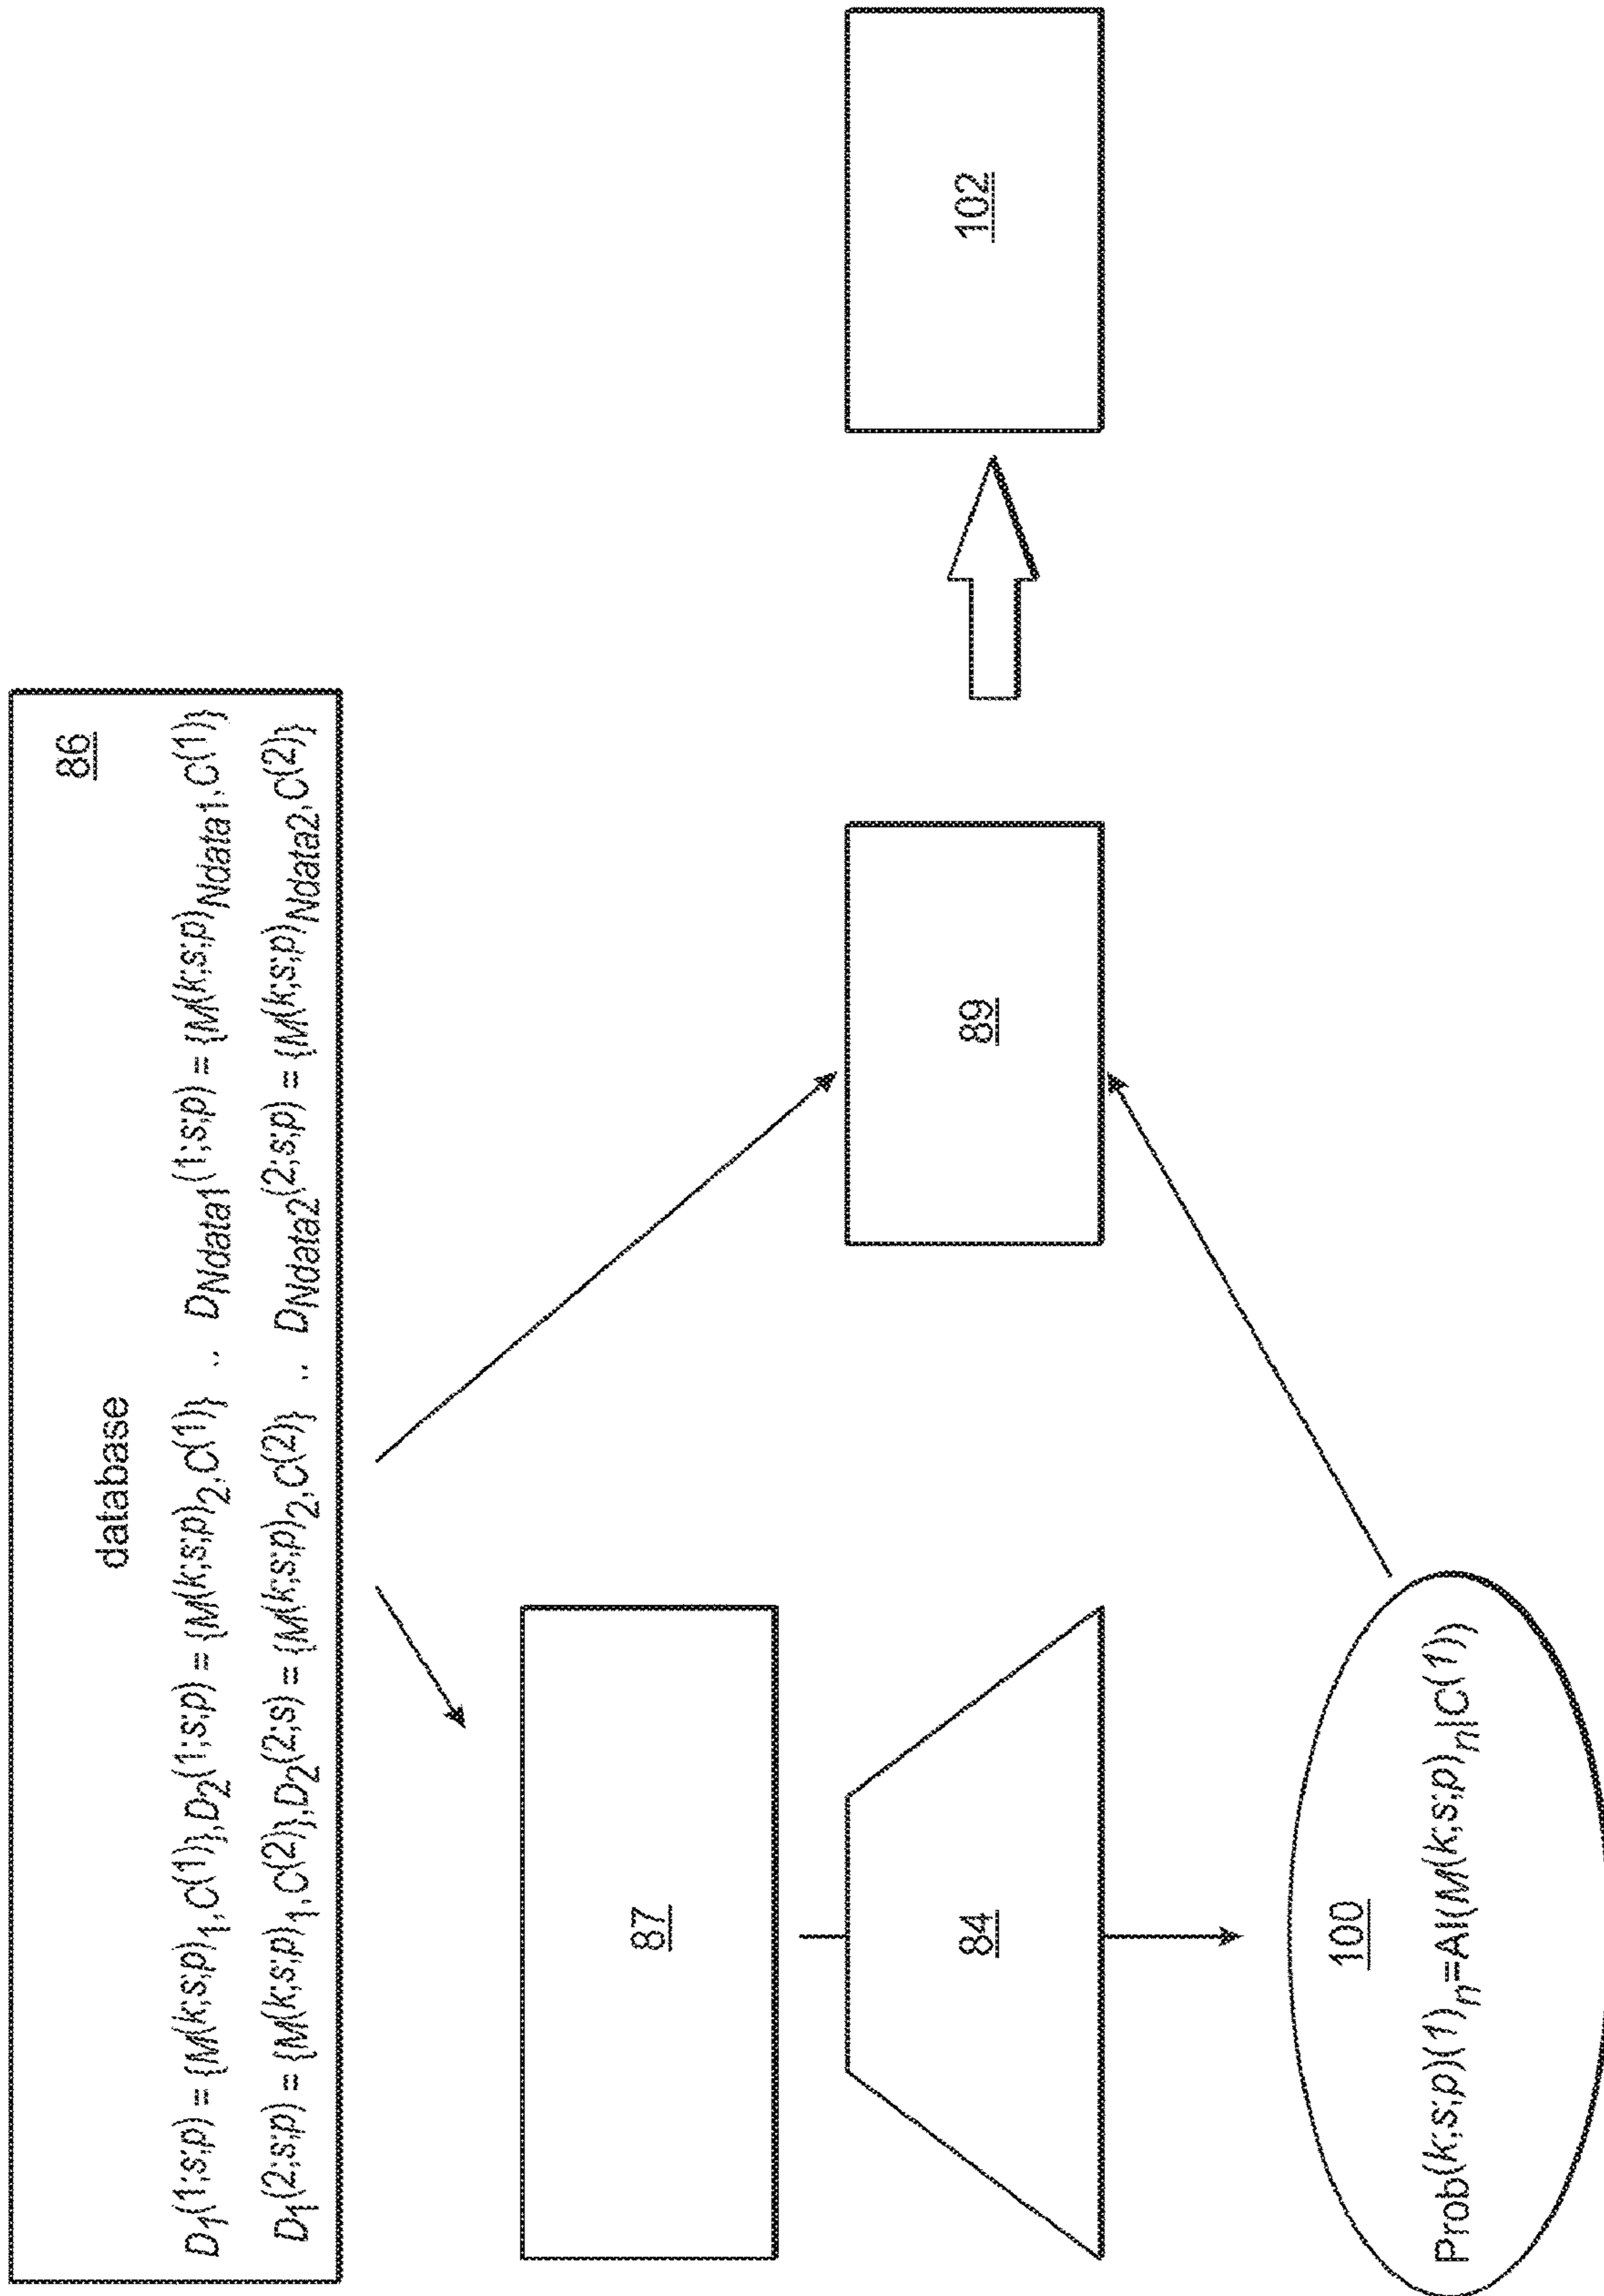 86
database
D1(1;s;p) = {M(k;s;p)1,C(1)},D2(1;s;p) = {M(k;s;p)2,C(1)} .. DNdata1(1;s;p) = {M(k;s;p)Ndata1,C(1)}
D1(2;s;p) = {M(k;s;p)1,C(2)},D2(2;s) = {M(k;s;p)2,C(2)} .. DNdata2(2;s;p) = {M(k;s;p)Ndata2,C(2)}
87
84
89
102
100
Prob(k;s;p)(1)n=AI(M(k;s;p)n|C(1)}